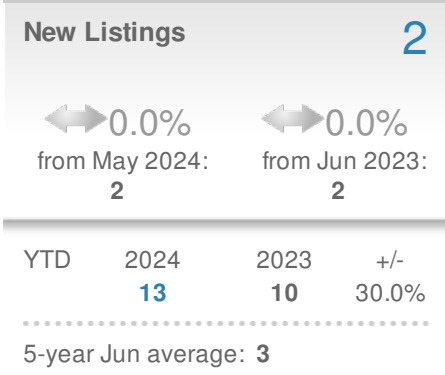 New Listings 2
0.0% 0.0%
from May 2024: from Jun 2023:
2 2
YTD 2024 2023 +/-
13 10 30.0%
5-year Jun average: 3